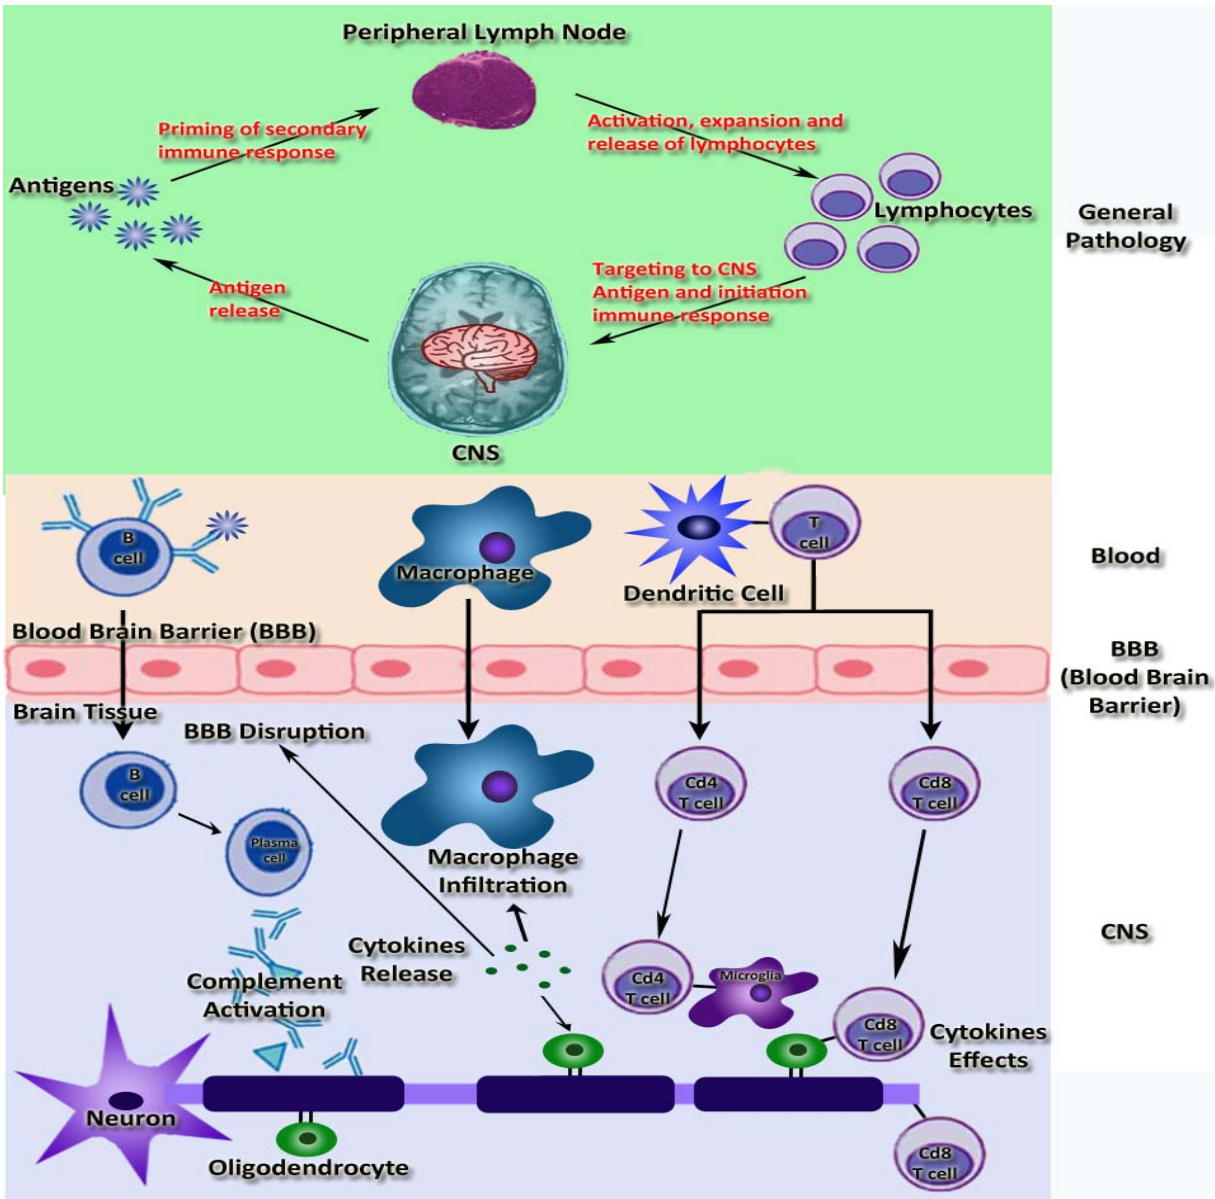 Peripheral Lymph Node
Priming of secondary
immune response
Activation, expansion and
release of lymphocytes
Antigens
Lymphocytes
General
Pathology
Antigen
release
Targeting to CNS
Antigen and initiation
immune response
CNS
B
cell
Macrophage
T
cell
Dendritic Cell
Blood
Blood Brain Barrier (BBB)
BBB
(Blood Brain
Barrier)
Brain Tissue
BBB Disruption
B
cell
Cd4
T cell
Cd8
T cell
Plasma
cell
Macrophage
Infiltration
CNS
Cytokines
Release
Complement
Activation
Cd4
T cell
Microglia
Cd8
T cell
Cytokines
Effects
Neuron
Oligodendrocyte
Cd8
T cell